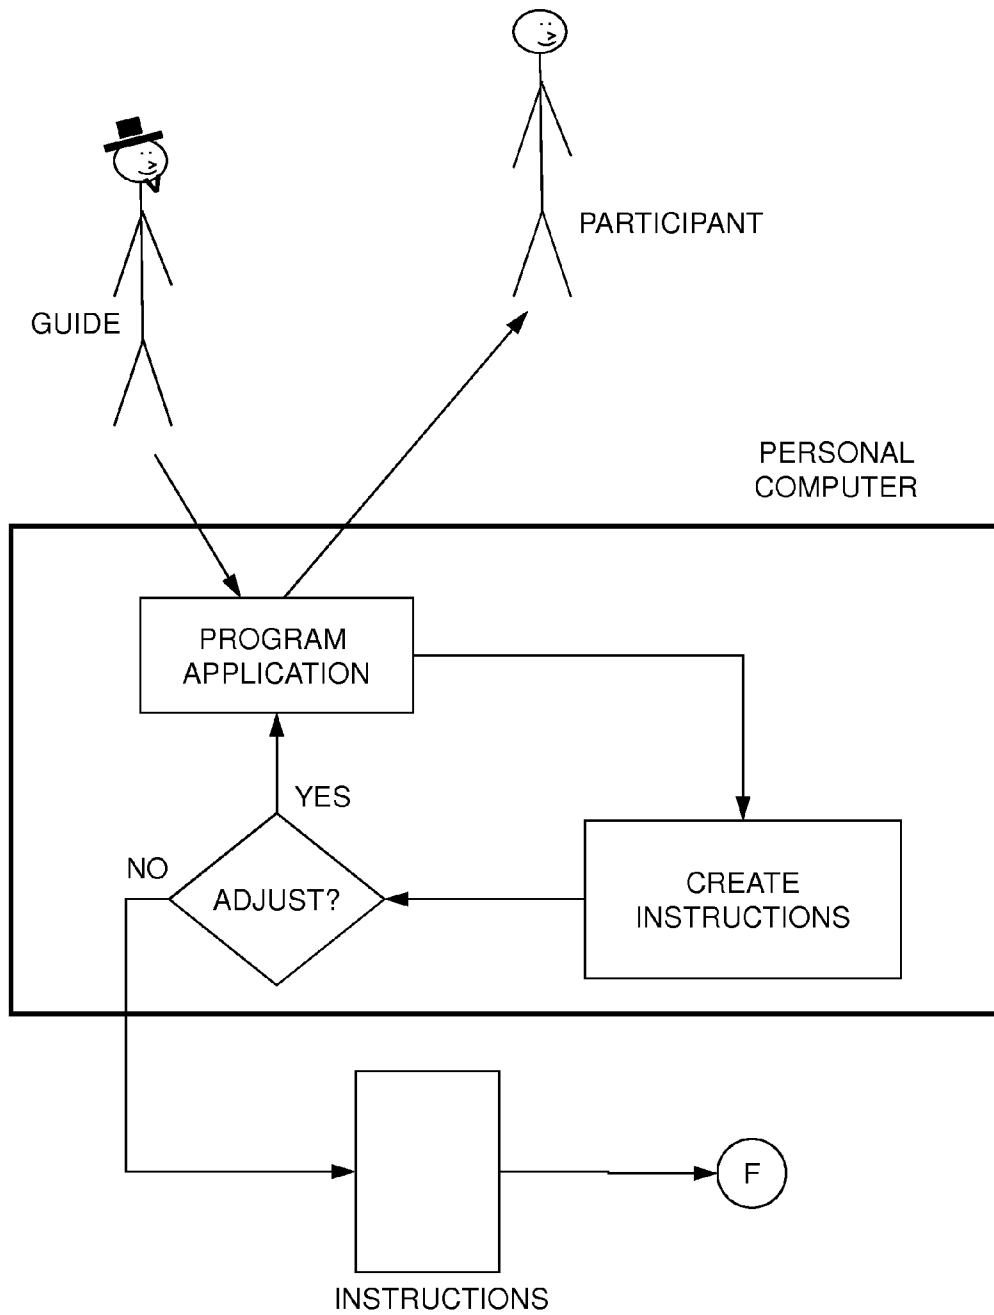 PARTICIPANT
GUIDE
PERSONAL
COMPUTER
PROGRAM
APPLICATION
YES
NO
ADJUST?
CREATE
INSTRUCTIONS
F
INSTRUCTIONS